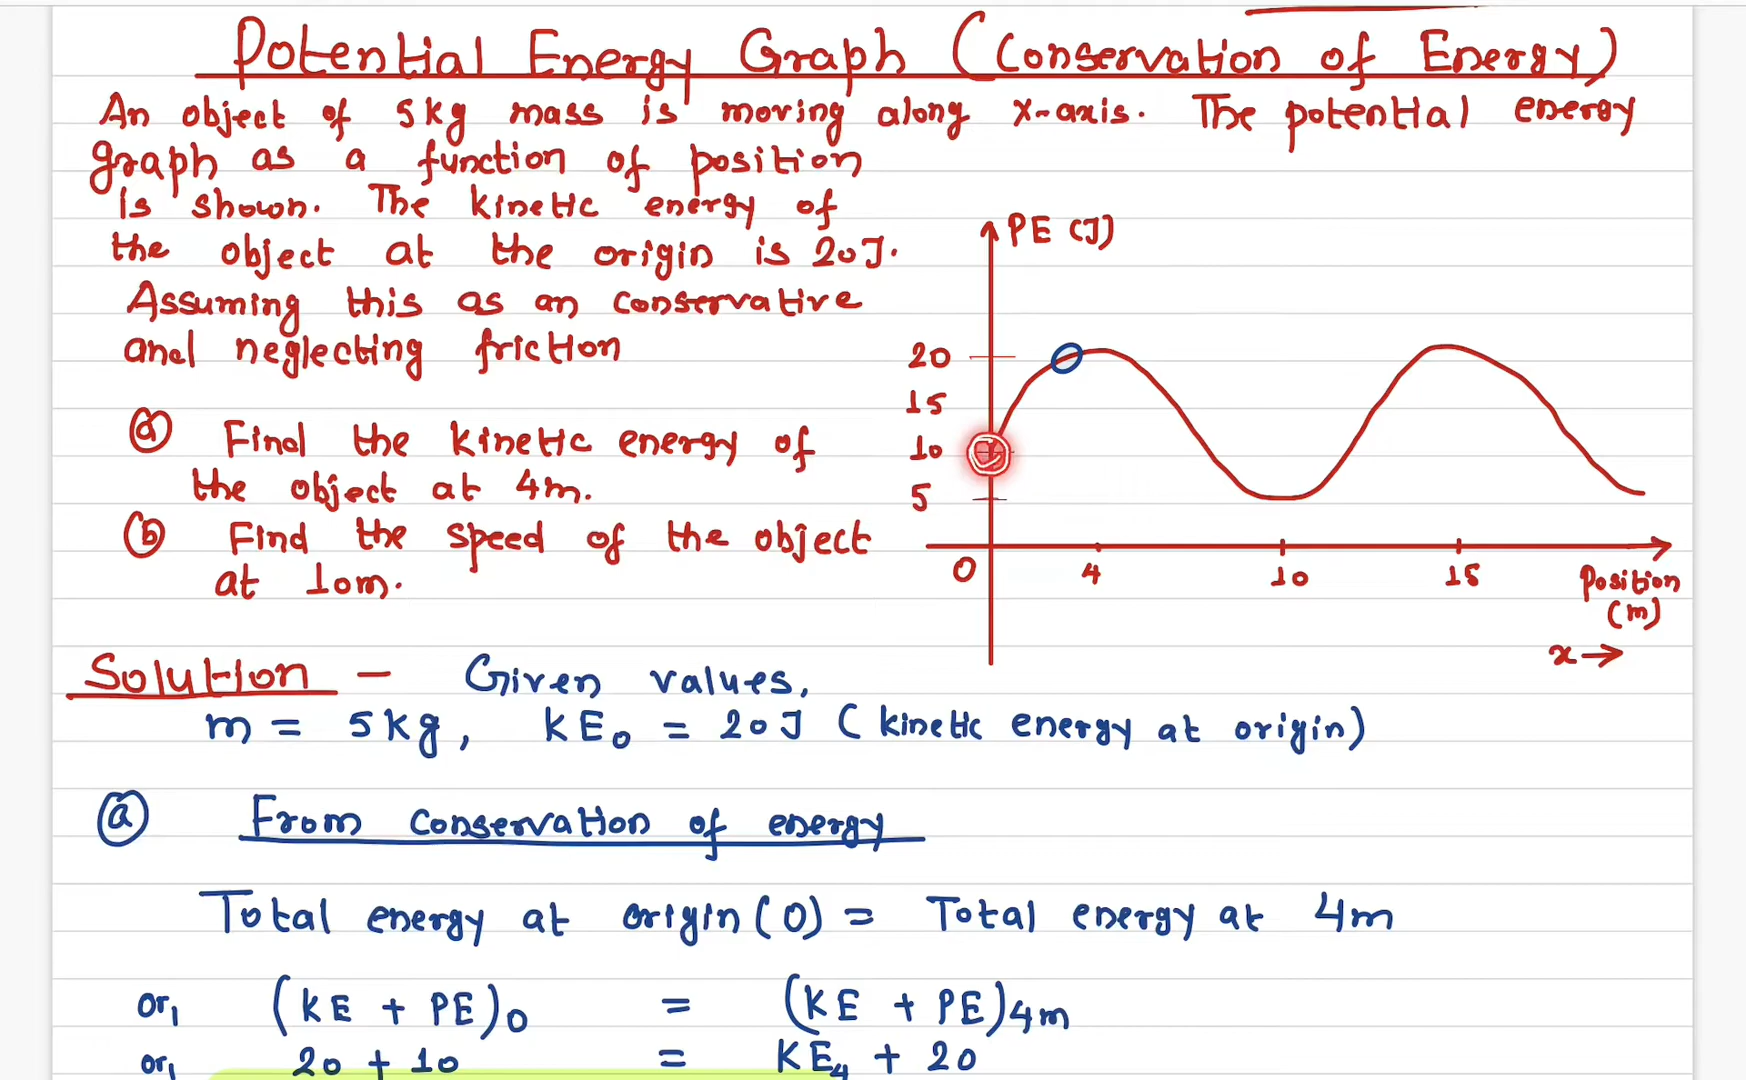 Potential Energy Graph (Conservation of Energy)
An object of 5kg mass is moving along x-axis. The potential energy
graph as a function of position
is shown. The kinetic energy of
the object at the origin is 20J.
Assuming this as an conservative
and neglecting friction
(a) Find the kinetic energy of
the object at 4m.
(b) Find the speed of the object
at 10m.
PE (J)
20
15
10
5
0 4 10 15 Position
(m)
x →
Solution - Given values,
m = 5kg, KE₀ = 20J (kinetic energy at origin)
(a) From conservation of energy
Total energy at origin(0) = Total energy at 4m
or, (KE + PE)₀ = (KE + PE)₄ₘ
or, 20 + 10 = KE₄ + 20